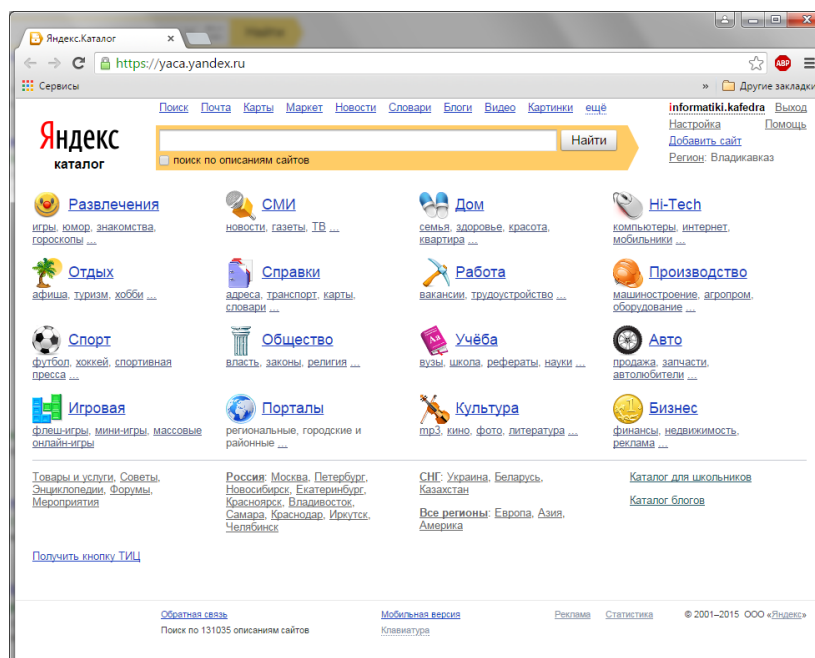 Яндекс.Каталог
https://yaca.yandex.ru
ABP
Сервисы
» Другие закладки
Поиск Почта Карты Маркет Новости Словари Блоги Видео Картинки ещё
informatiki.kafedra Выход
Настройка Помощь
Добавить сайт
Регион: Владикавказ
Яндекс
каталог
Найти
поиск по описаниям сайтов
Развлечения
игры, юмор, знакомства,
гороскопы ...
СМИ
новости, газеты, ТВ ...
Дом
семья, здоровье, красота,
квартира ...
Hi-Tech
компьютеры, интернет,
мобильники ...
Отдых
афиша, туризм, хобби ...
Справки
адреса, транспорт, карты,
словари ...
Работа
вакансии, трудоустройство ...
Производство
машиностроение, агропром,
оборудование ...
Спорт
футбол, хоккей, спортивная
пресса ...
Общество
власть, законы, религия ...
Учёба
вузы, школа, рефераты, науки ...
Авто
продажа, запчасти,
автолюбители ...
Игровая
флеш-игры, мини-игры, массовые
онлайн-игры
Порталы
региональные, городские и
районные ...
Культура
mp3, кино, фото, литература ...
Бизнес
финансы, недвижимость,
реклама ...
Товары и услуги, Советы,
Энциклопедии, Форумы,
Мероприятия
Россия: Москва, Петербург,
Новосибирск, Екатеринбург,
Красноярск, Владивосток,
Самара, Краснодар, Иркутск,
Челябинск
СНГ: Украина, Беларусь,
Казахстан
Все регионы: Европа, Азия,
Америка
Каталог для школьников
Каталог блогов
Получить кнопку ТИЦ
Обратная связь
Поиск по 131035 описаниям сайтов
Мобильная версия
Клавиатура
Реклама Статистика © 2001–2015 ООО «Яндекс»